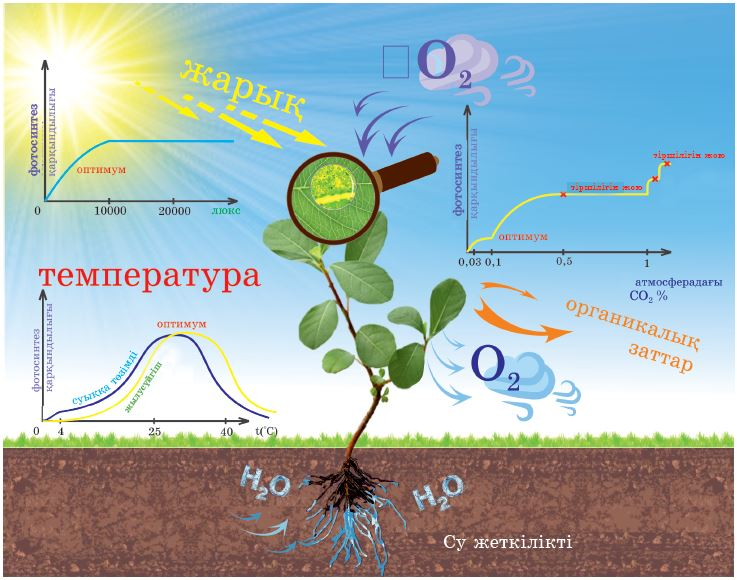 жарық
□O₂
фотосинтез
қарқындылығы
оптимум
0 10000 20000 люкс
фотосинтез
қарқындылығы
тіршілігін жою
тіршілігін жою
оптимум
0,03 0,1 0,5 1
атмосферадағы
CO₂ %
температура
фотосинтез
қарқындылығы
оптимум
суыққа төзімді
жылусүйгіш
0 4 25 40 t(°C)
органикалық
заттар
O₂
H₂O
H₂O
Су жеткілікті